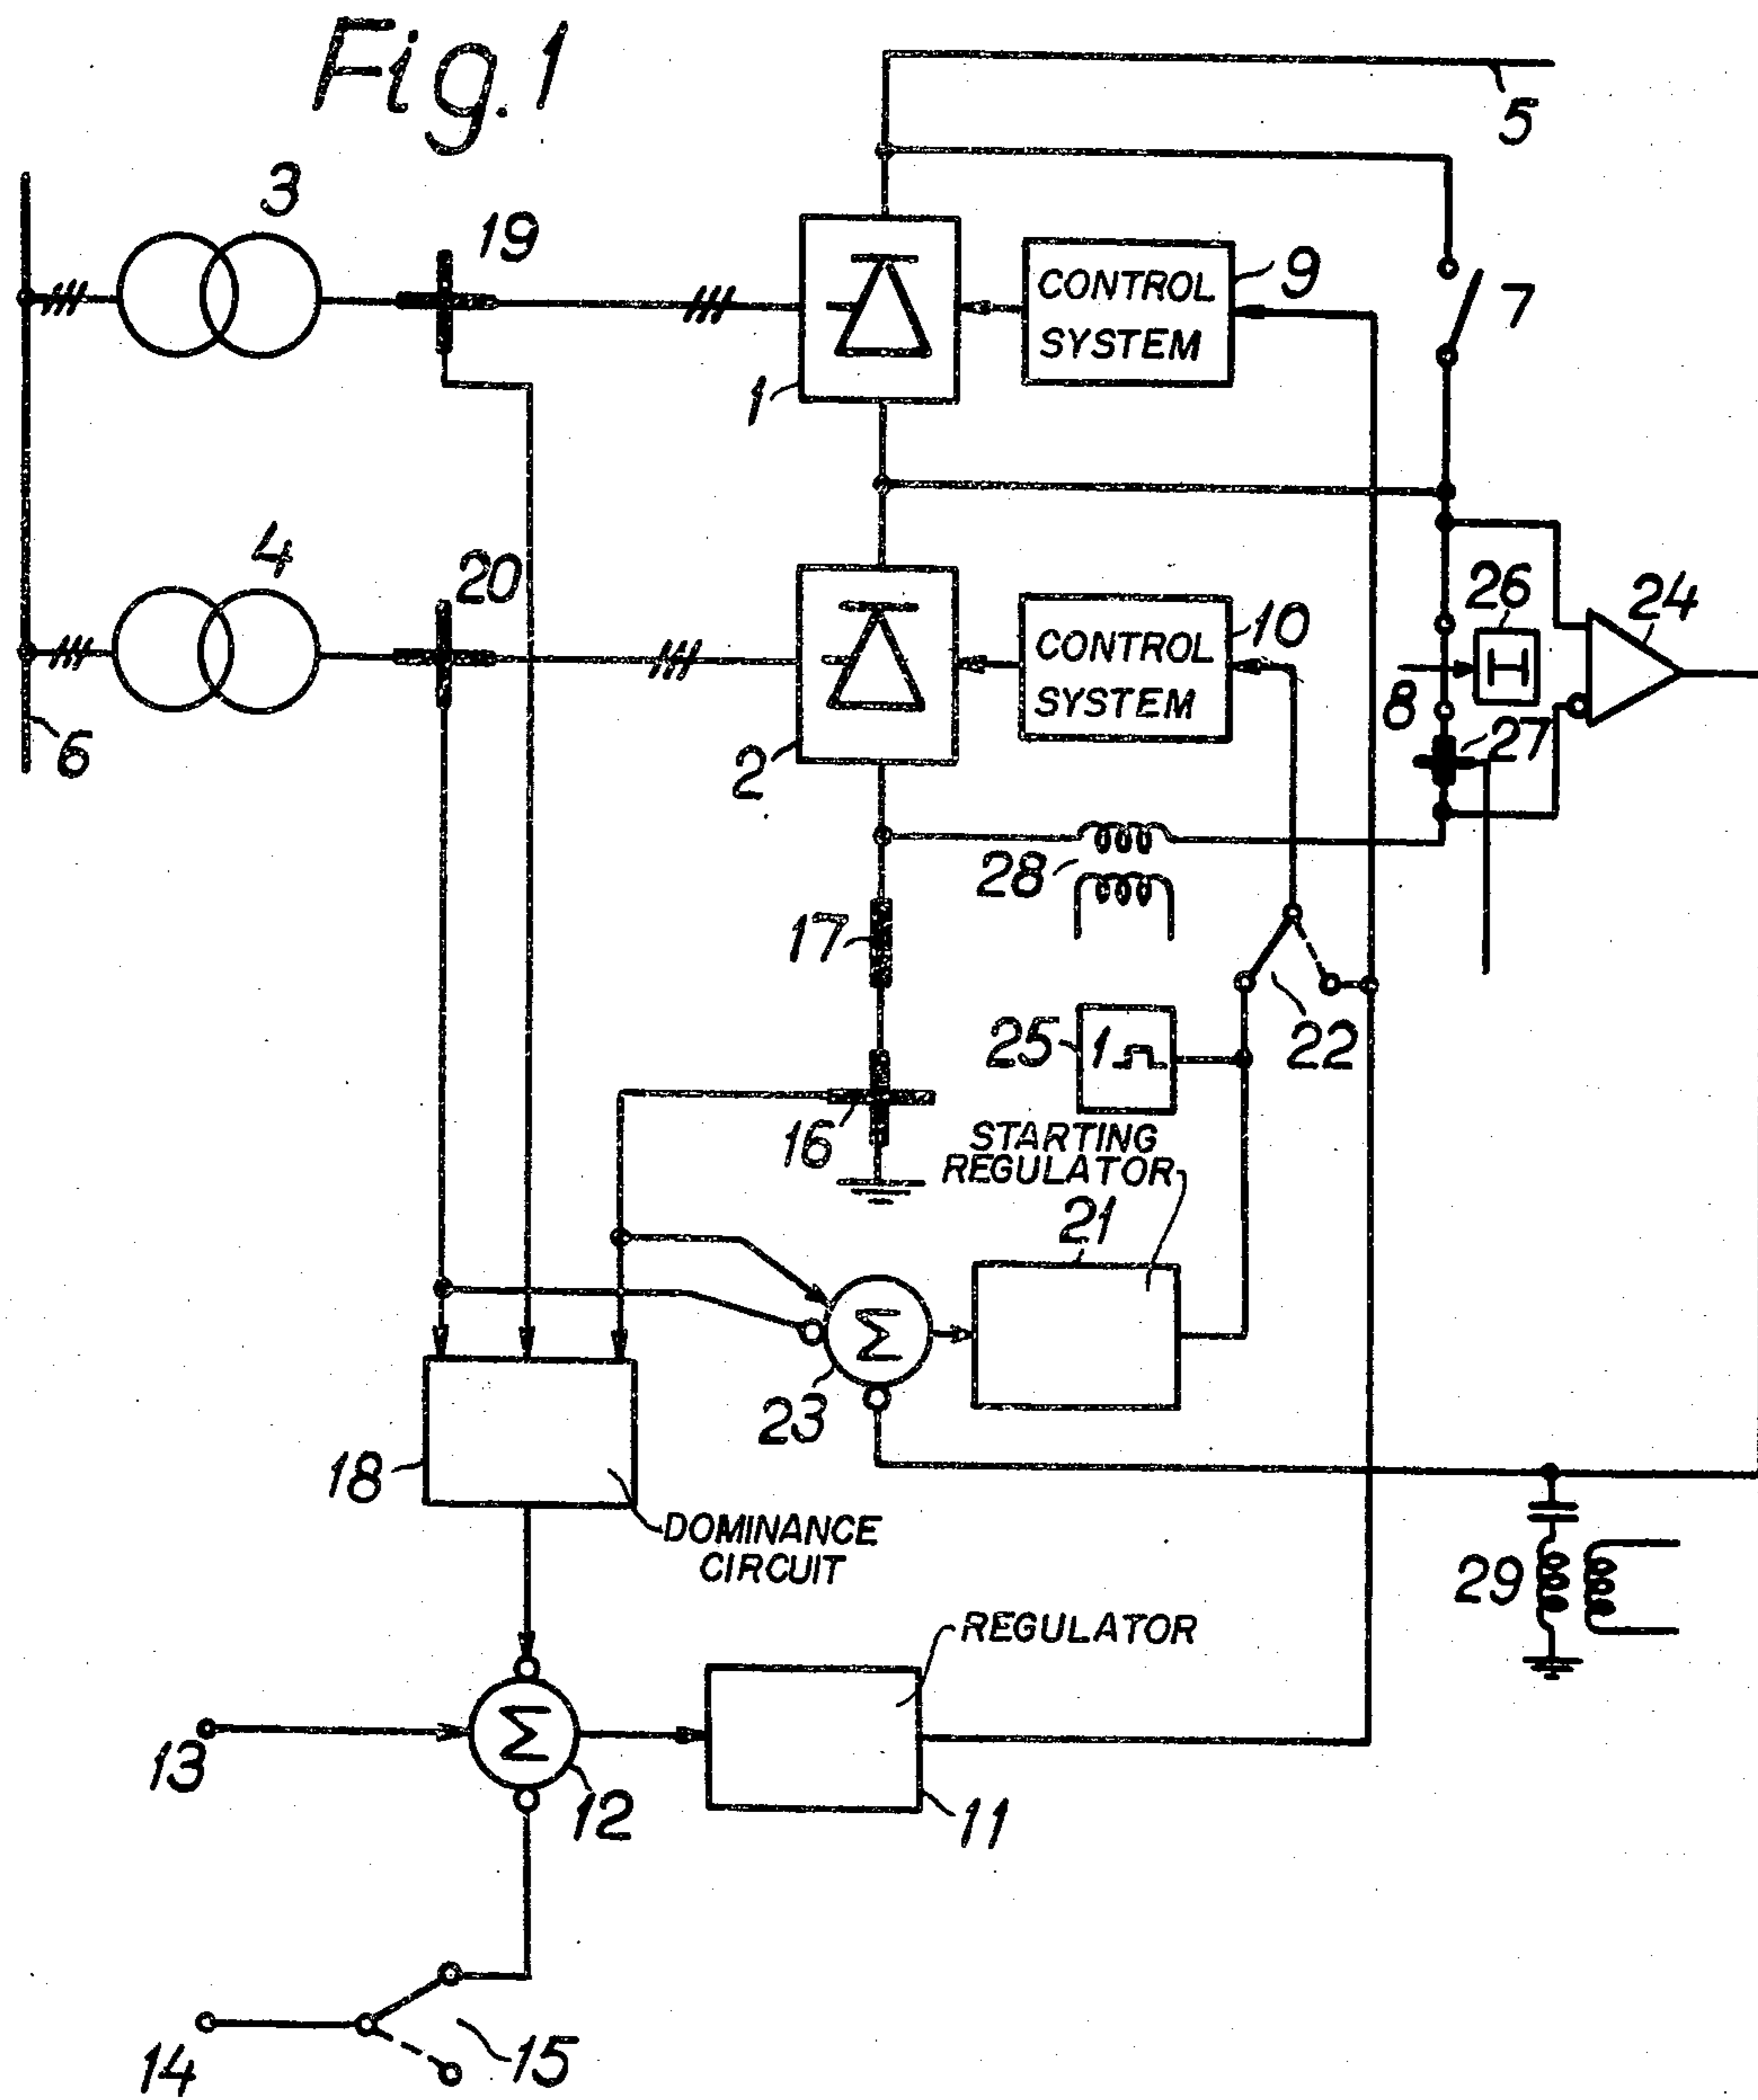 Fig. 1
5
3
19
CONTROL
SYSTEM
9
7
1
4
20
CONTROL
SYSTEM
10
26
24
8
27
6
2
28
17
25
1
22
16
STARTING
REGULATOR
21
Σ
23
18
DOMINANCE
CIRCUIT
29
REGULATOR
Σ
13
12
11
14
15